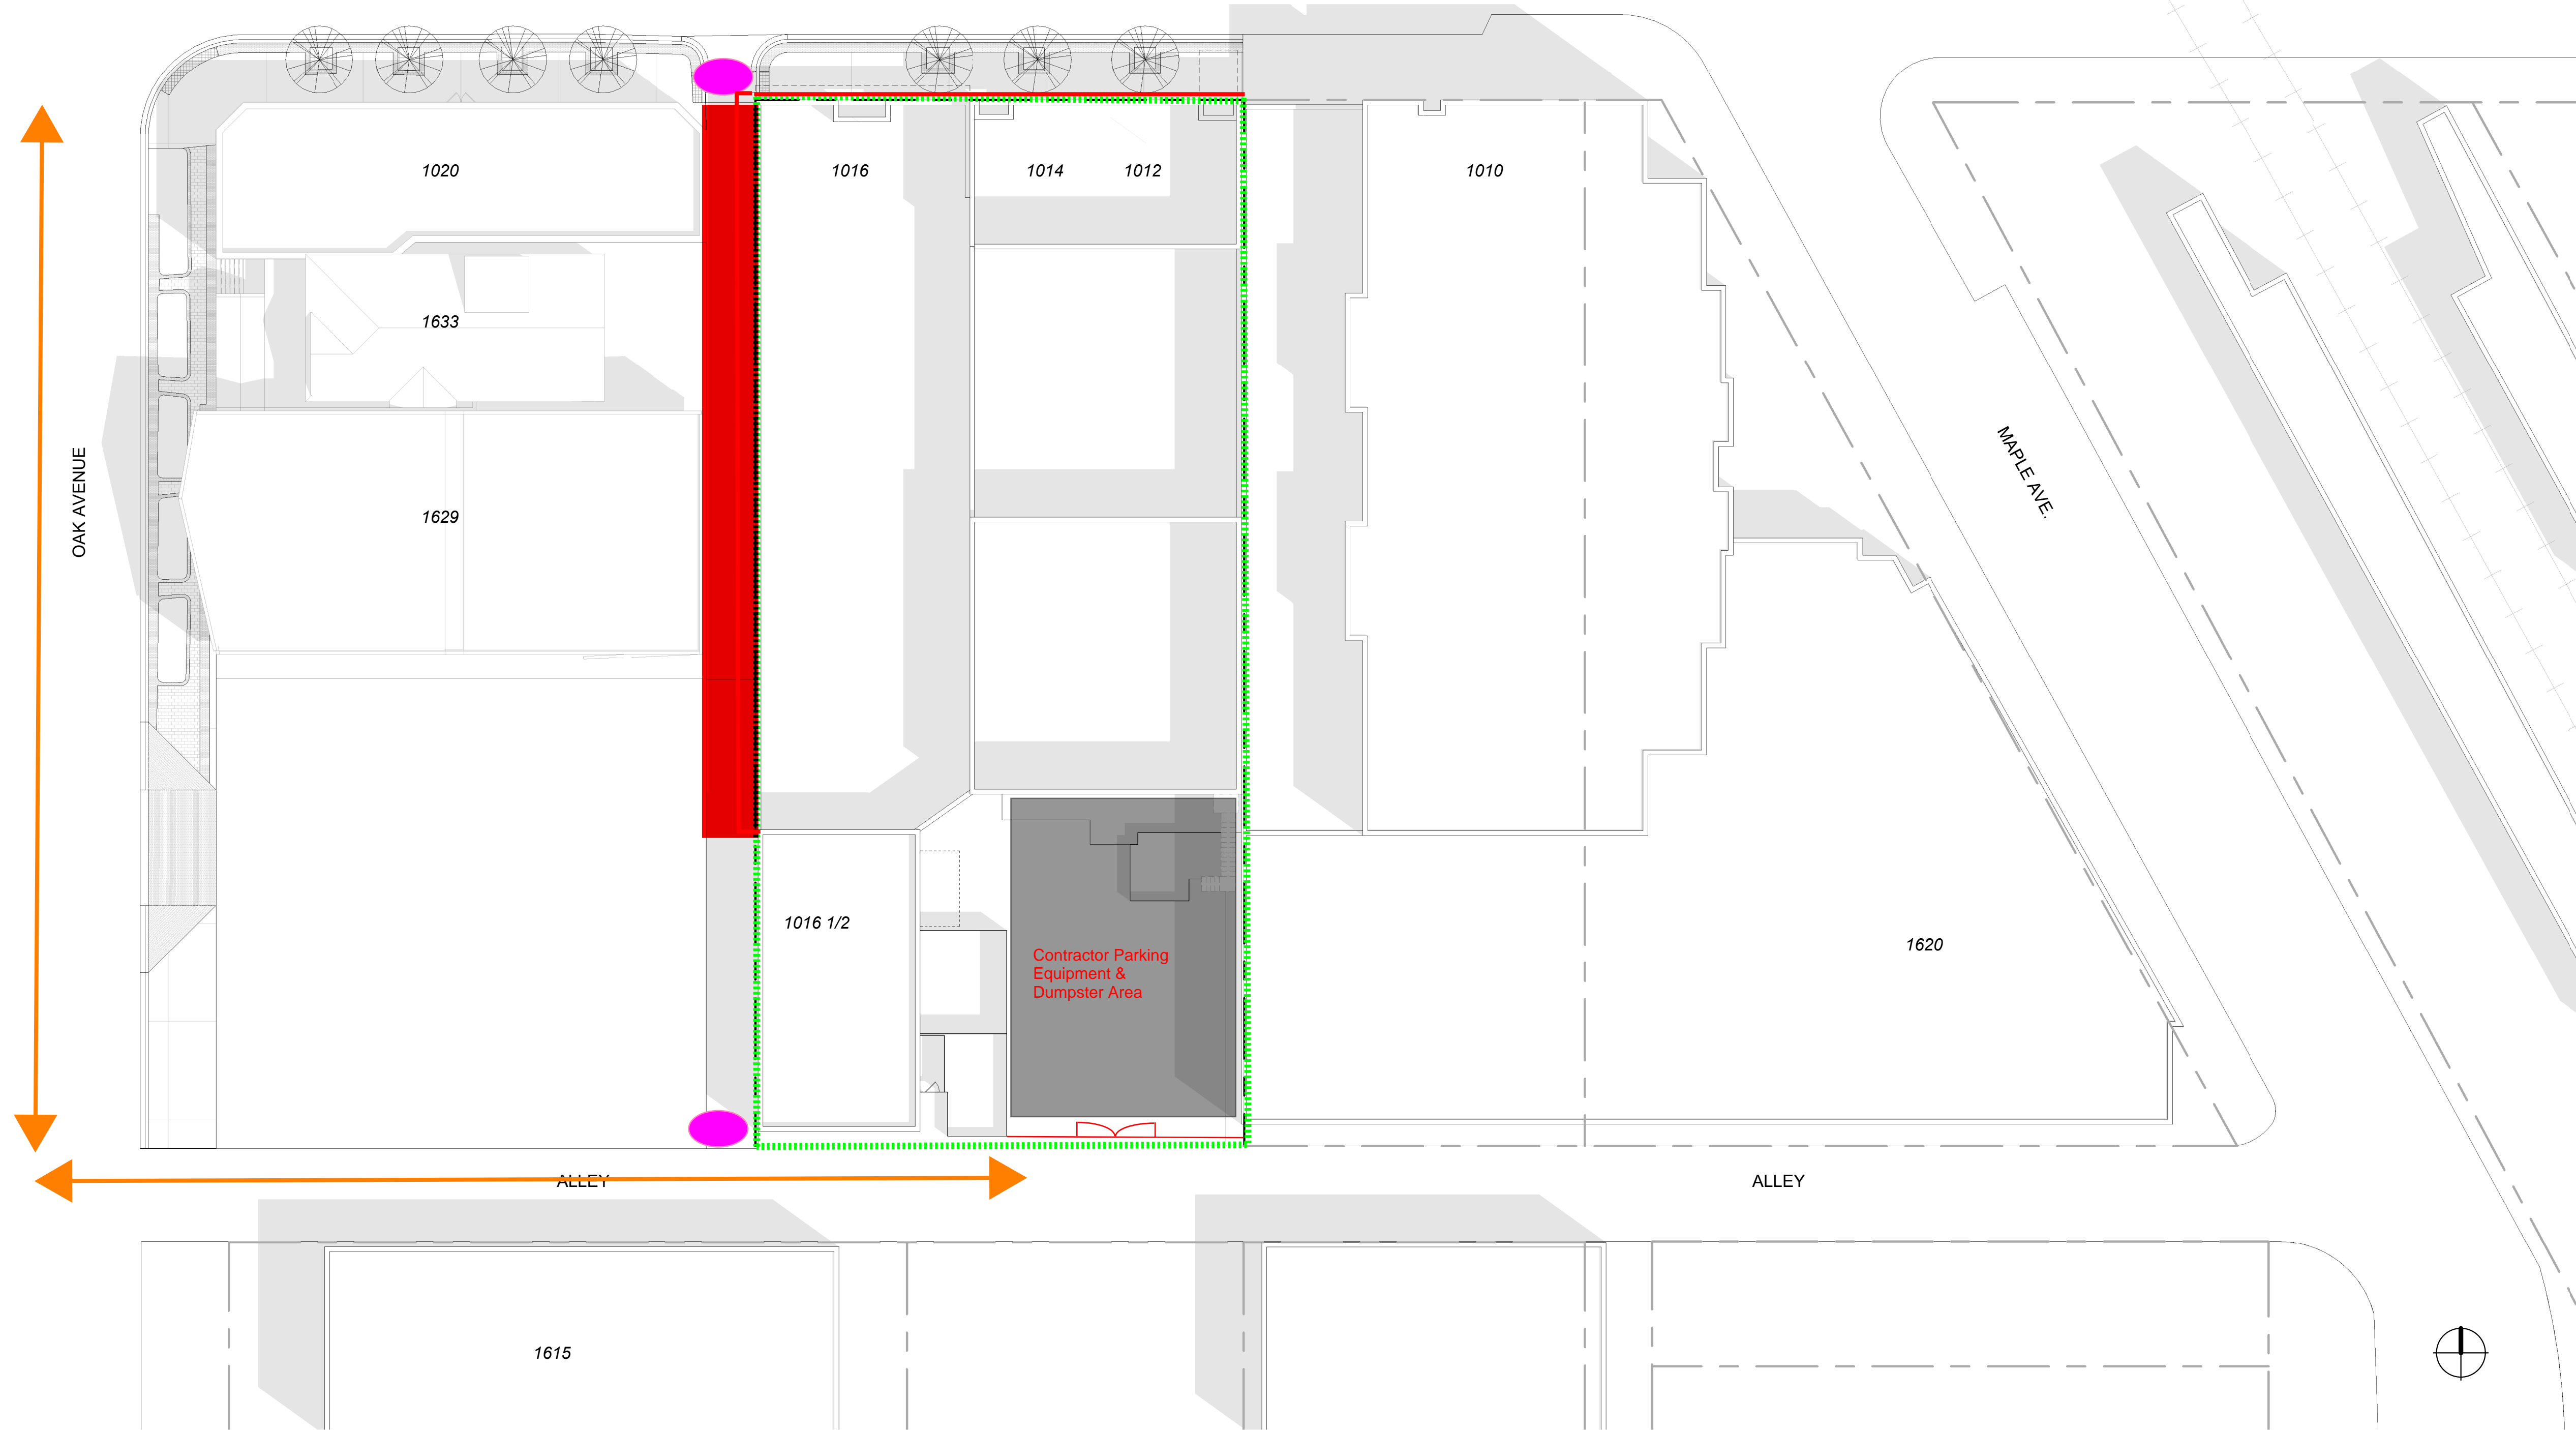 1020
1016
1014
1012
1010
1633
OAK AVENUE
1629
MAPLE AVE.
1016 1/2
1620
Contractor Parking
Equipment &
Dumpster Area
ALLEY
ALLEY
1615